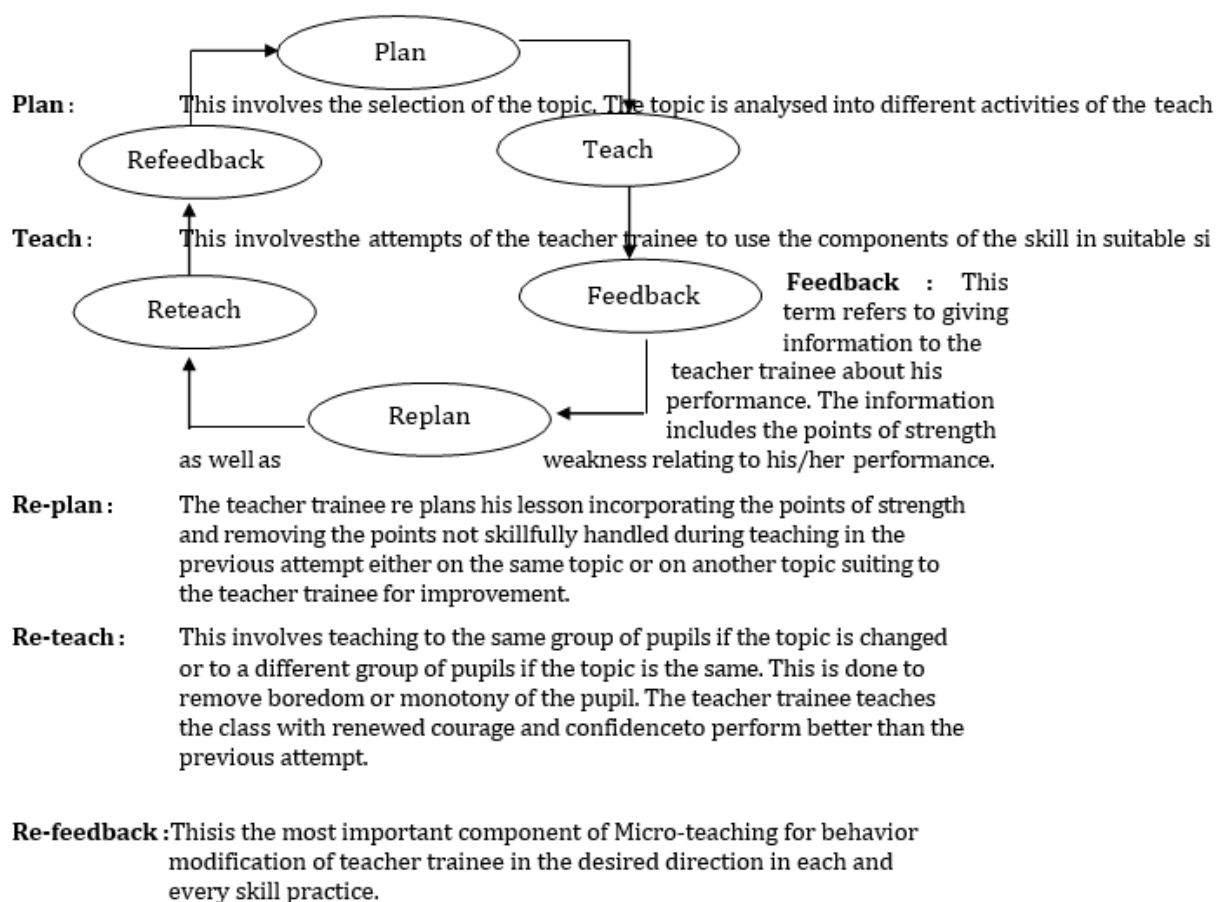 Plan
Plan : This involves the selection of the topic. The topic is analysed into different activities of the teach
Refeedback
Teach
Teach : This involvesthe attempts of the teacher trainee to use the components of the skill in suitable si
Reteach
Feedback
Feedback : This
term refers to giving
information to the
teacher trainee about his
performance. The information
Replan
includes the points of strength
as well as weakness relating to his/her performance.
Re-plan : The teacher trainee re plans his lesson incorporating the points of strength
and removing the points not skillfully handled during teaching in the
previous attempt either on the same topic or on another topic suiting to
the teacher trainee for improvement.
Re-teach : This involves teaching to the same group of pupils if the topic is changed
or to a different group of pupils if the topic is the same. This is done to
remove boredom or monotony of the pupil. The teacher trainee teaches
the class with renewed courage and confidenceto perform better than the
previous attempt.
Re-feedback :Thisis the most important component of Micro-teaching for behavior
modification of teacher trainee in the desired direction in each and
every skill practice.